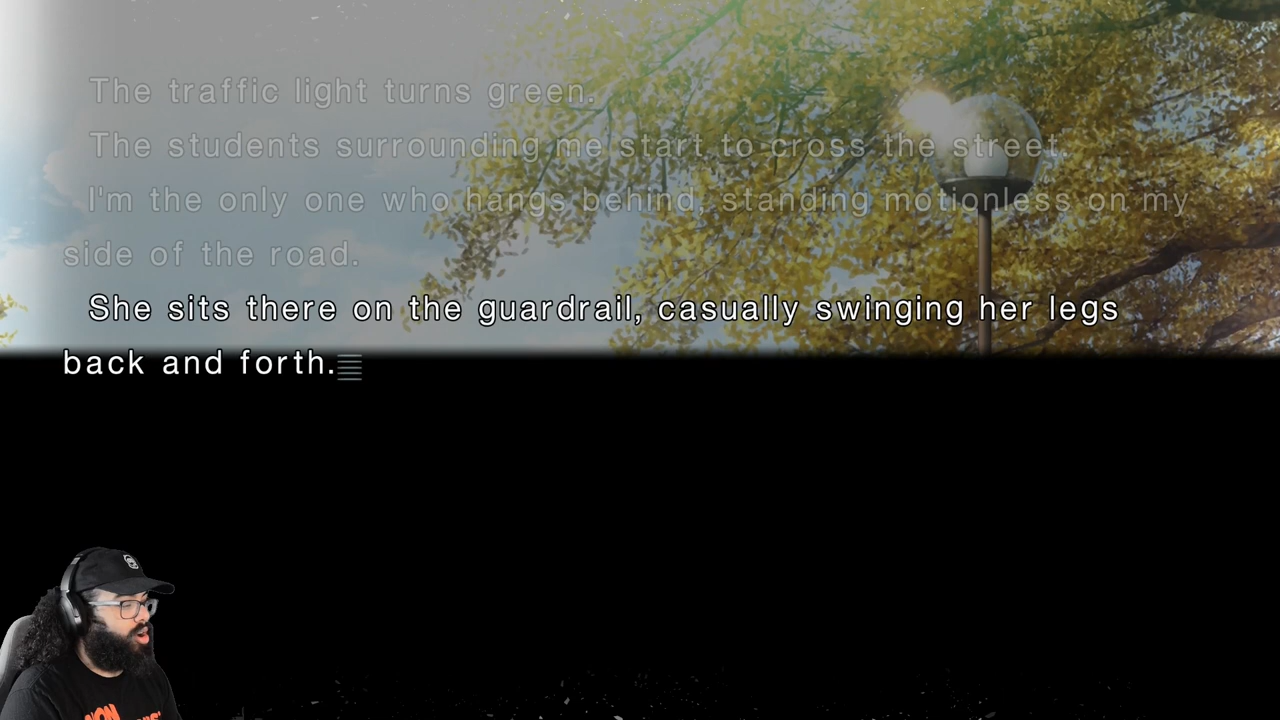 The traffic light turns green.
The students surrounding me start to cross the street.
I'm the only one who hangs behind, standing motionless on my
side of the road.
She sits there on the guardrail, casually swinging her legs
back and forth.